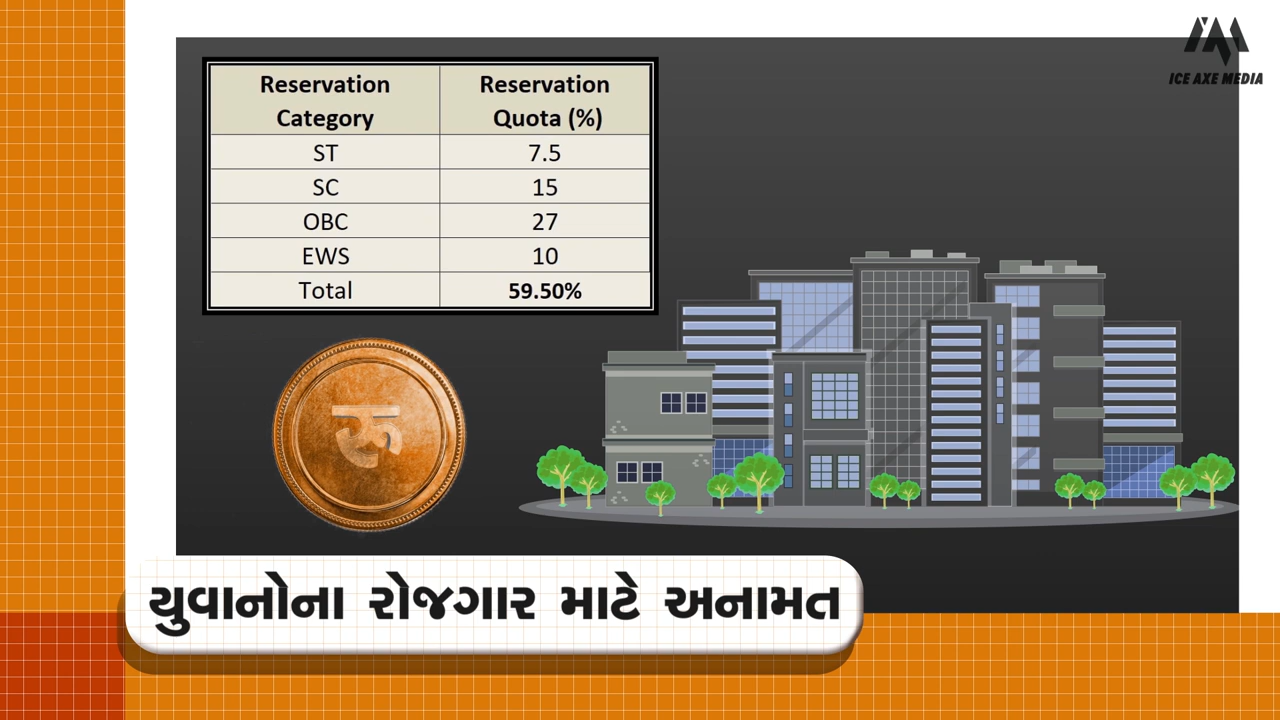 ICE AXE MEDIA
Reservation Category Reservation Quota (%)
ST 7.5
SC 15
OBC 27
EWS 10
Total 59.50%
रू
યુવાનોના રોજગાર માટે અનામત